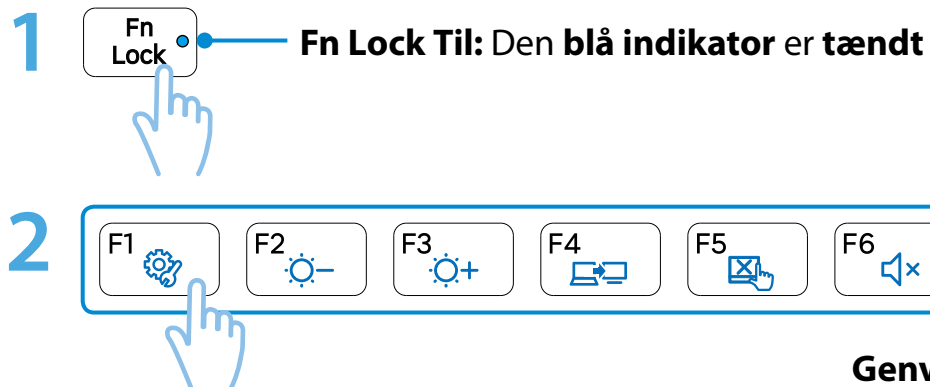 1
Fn
Lock
Fn Lock Til: Den blå indikator er tændt
2
F1 F2 F3 F4 F5 F6